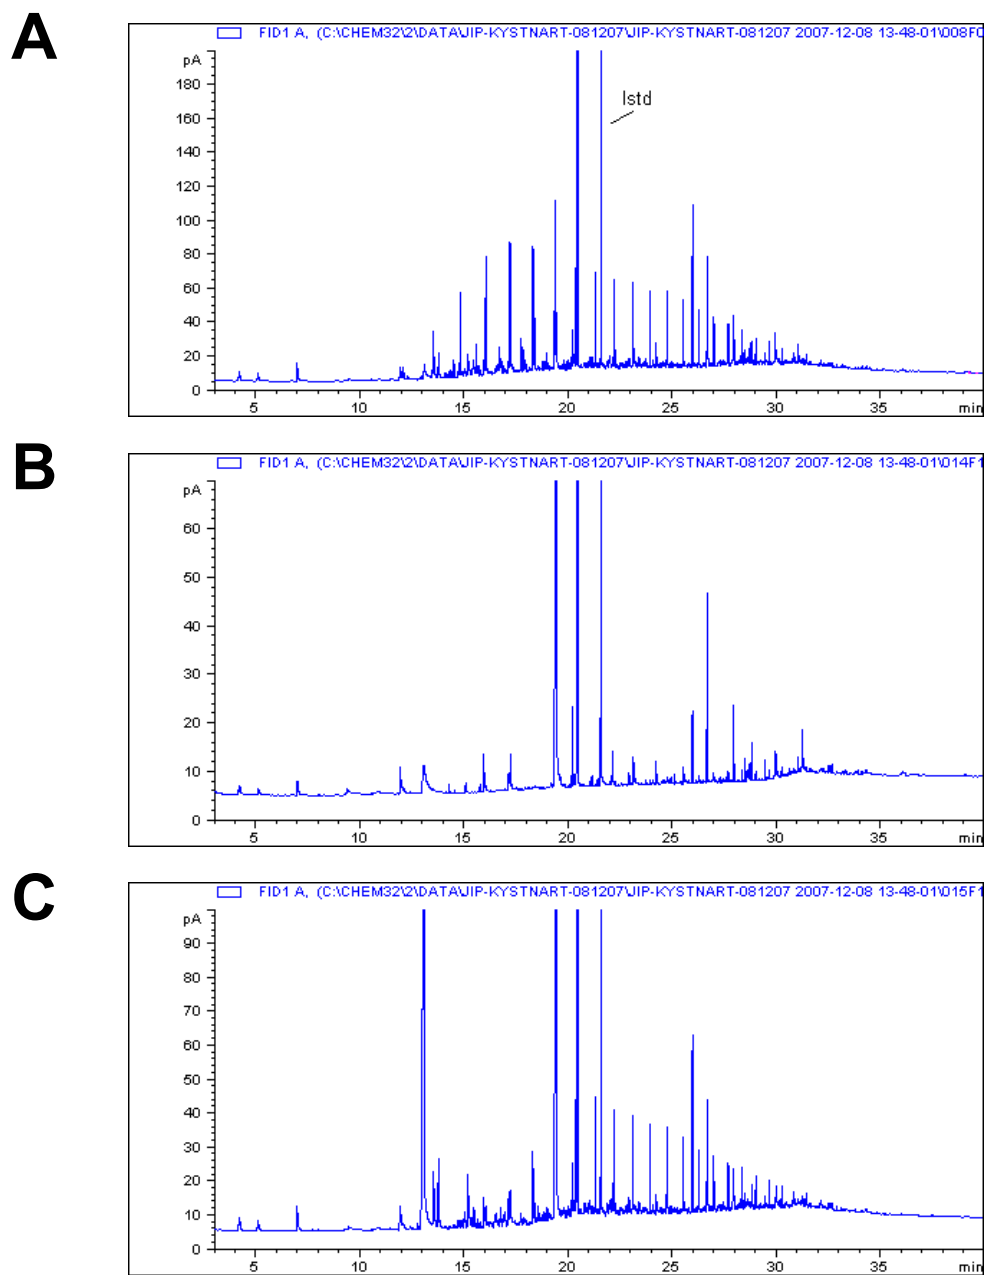 A
FID1 A, (C:\CHEM32\2\DATA\JIP-KYSTNART-081207\JIP-KYSTNART-081207 2007-12-08 13-48-01\008F0
pA
180
160
140
120
100
80
60
40
20
0
Istd
5 10 15 20 25 30 35 min
B
FID1 A, (C:\CHEM32\2\DATA\JIP-KYSTNART-081207\JIP-KYSTNART-081207 2007-12-08 13-48-01\014F1
pA
60
50
40
30
20
10
0
5 10 15 20 25 30 35 min
C
FID1 A, (C:\CHEM32\2\DATA\JIP-KYSTNART-081207\JIP-KYSTNART-081207 2007-12-08 13-48-01\015F1
pA
90
80
70
60
50
40
30
20
10
0
5 10 15 20 25 30 35 min